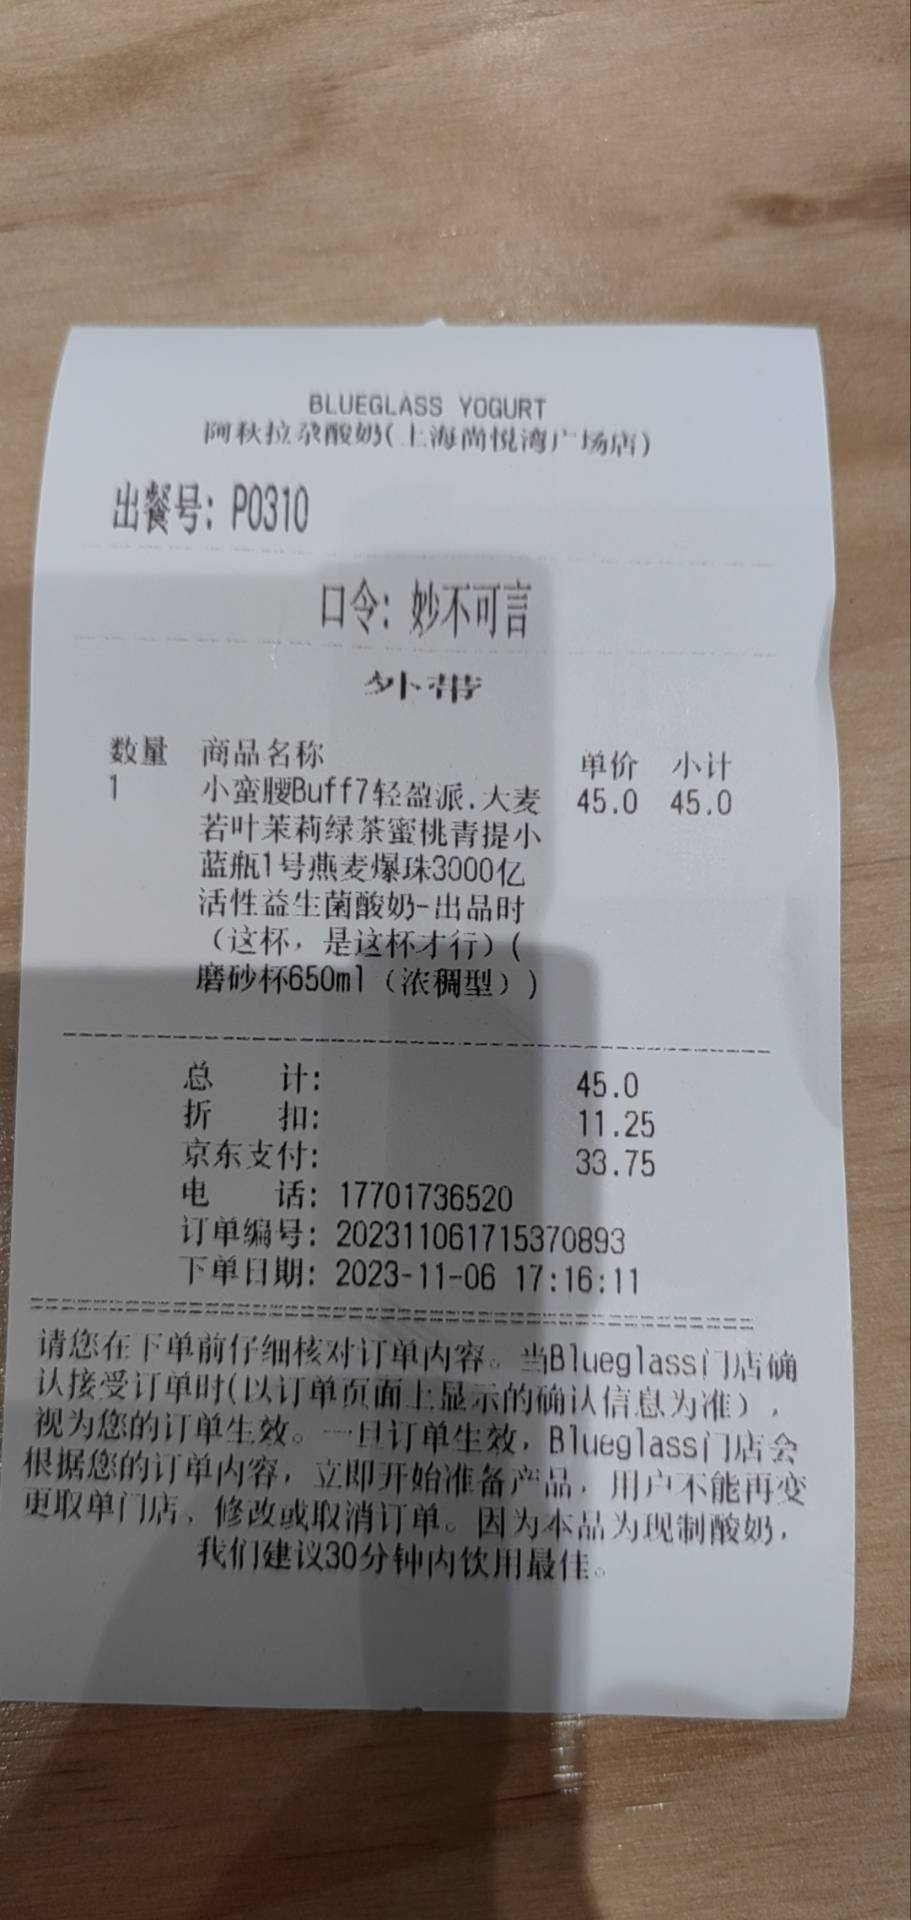 BLUEGLASS YOGURT
阿秋拉尕酸奶(上海尚悦湾广场店)
出餐号: P0310
口令: 妙不可言
外带
数量 商品名称 单价 小计
1 小蛮腰Buff7轻盈派.大麦 45.0 45.0
若叶茉莉绿茶蜜桃青提小
蓝瓶1号燕麦爆珠3000亿
活性益生菌酸奶-出品时
(这杯, 是这杯才行) (
磨砂杯650ml (浓稠型) )
总 计: 45.0
折 扣: 11.25
京东支付: 33.75
电 话: 17701736520
订单编号: 202311061715370893
下单日期: 2023-11-06 17:16:11
请您在下单前仔细核对订单内容。当Blueglass门店确
认接受订单时(以订单页面上显示的确认信息为准),
视为您的订单生效。一旦订单生效, Blueglass门店会
根据您的订单内容, 立即开始准备产品, 用户不能再变
更取单门店、修改或取消订单。因为本品为现制酸奶,
我们建议30分钟内饮用最佳。